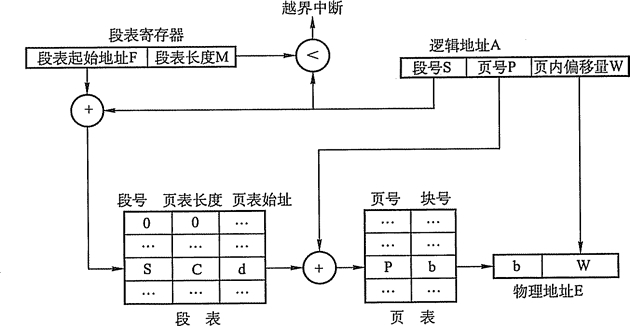 越界中断
段表寄存器
段表起始地址F 段表长度M
<
逻辑地址A
段号S 页号P 页内偏移量W
+
段号 页表长度 页表始址
0 0 …
… … …
S C d
… … …
段 表
+
页号 块号
… …
… …
P b
… …
页 表
b W
物理地址E